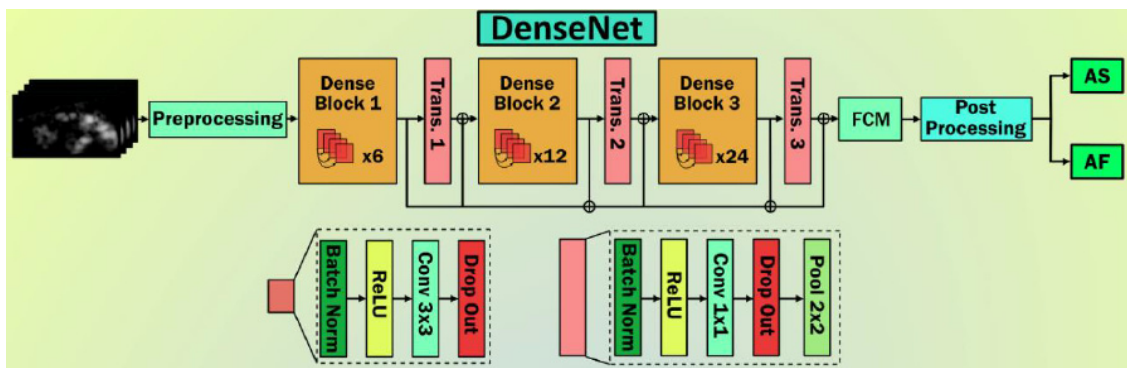 DenseNet
Preprocessing
Dense
Block 1
x6
Trans. 1
Dense
Block 2
x12
Trans. 2
Dense
Block 3
x24
Trans. 3
FCM
Post
Processing
AS
AF
Batch Norm
ReLU
Conv 3x3
Drop Out
Batch Norm
ReLU
Conv 1x1
Drop Out
Pool 2x2